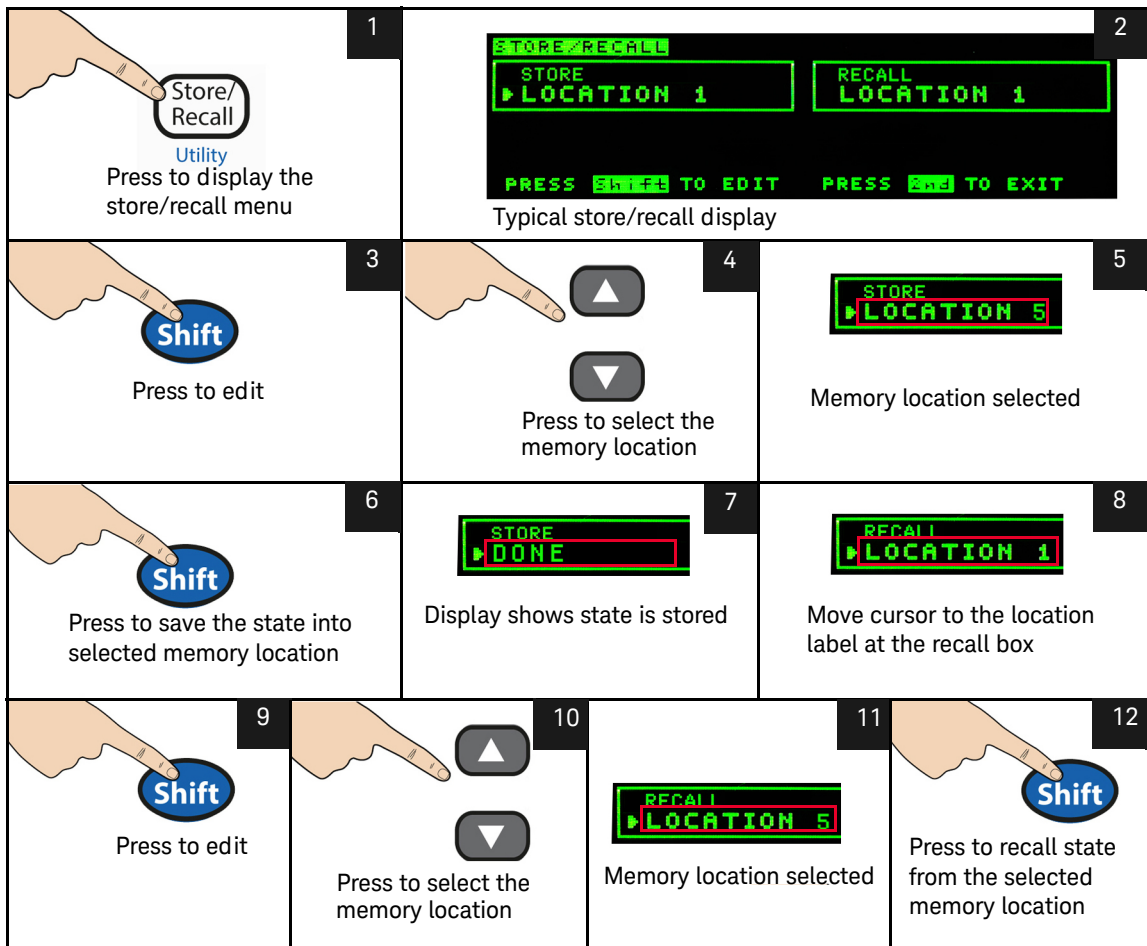 1
Store/
Recall
Utility
Press to display the
store/recall menu
2
STORE/RECALL
STORE
LOCATION 1
RECALL
LOCATION 1
PRESS Shift TO EDIT
PRESS 2nd TO EXIT
Typical store/recall display
3
Shift
Press to edit
4
Press to select the
memory location
5
STORE
LOCATION 5
Memory location selected
6
Shift
Press to save the state into
selected memory location
7
STORE
DONE
Display shows state is stored
8
RECALL
LOCATION 1
Move cursor to the location
label at the recall box
9
Shift
Press to edit
10
Press to select the
memory location
11
RECALL
LOCATION 5
Memory location selected
12
Shift
Press to recall state
from the selected
memory location